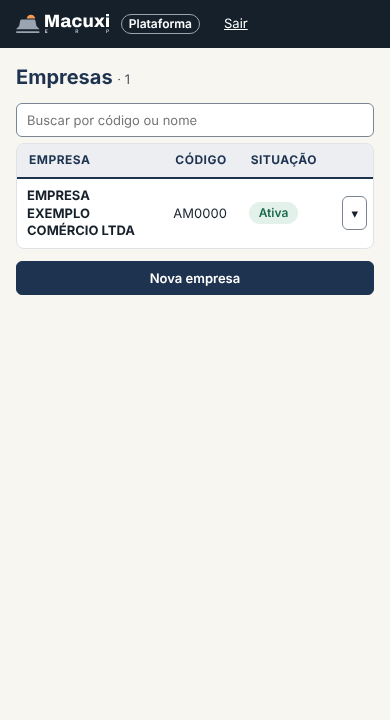 Macuxi
E R P
Plataforma
Sair
Empresas · 1
Buscar por código ou nome
EMPRESA CÓDIGO SITUAÇÃO
EMPRESA
EXEMPLO
COMÉRCIO LTDA
AM0000
Ativa
▾
Nova empresa